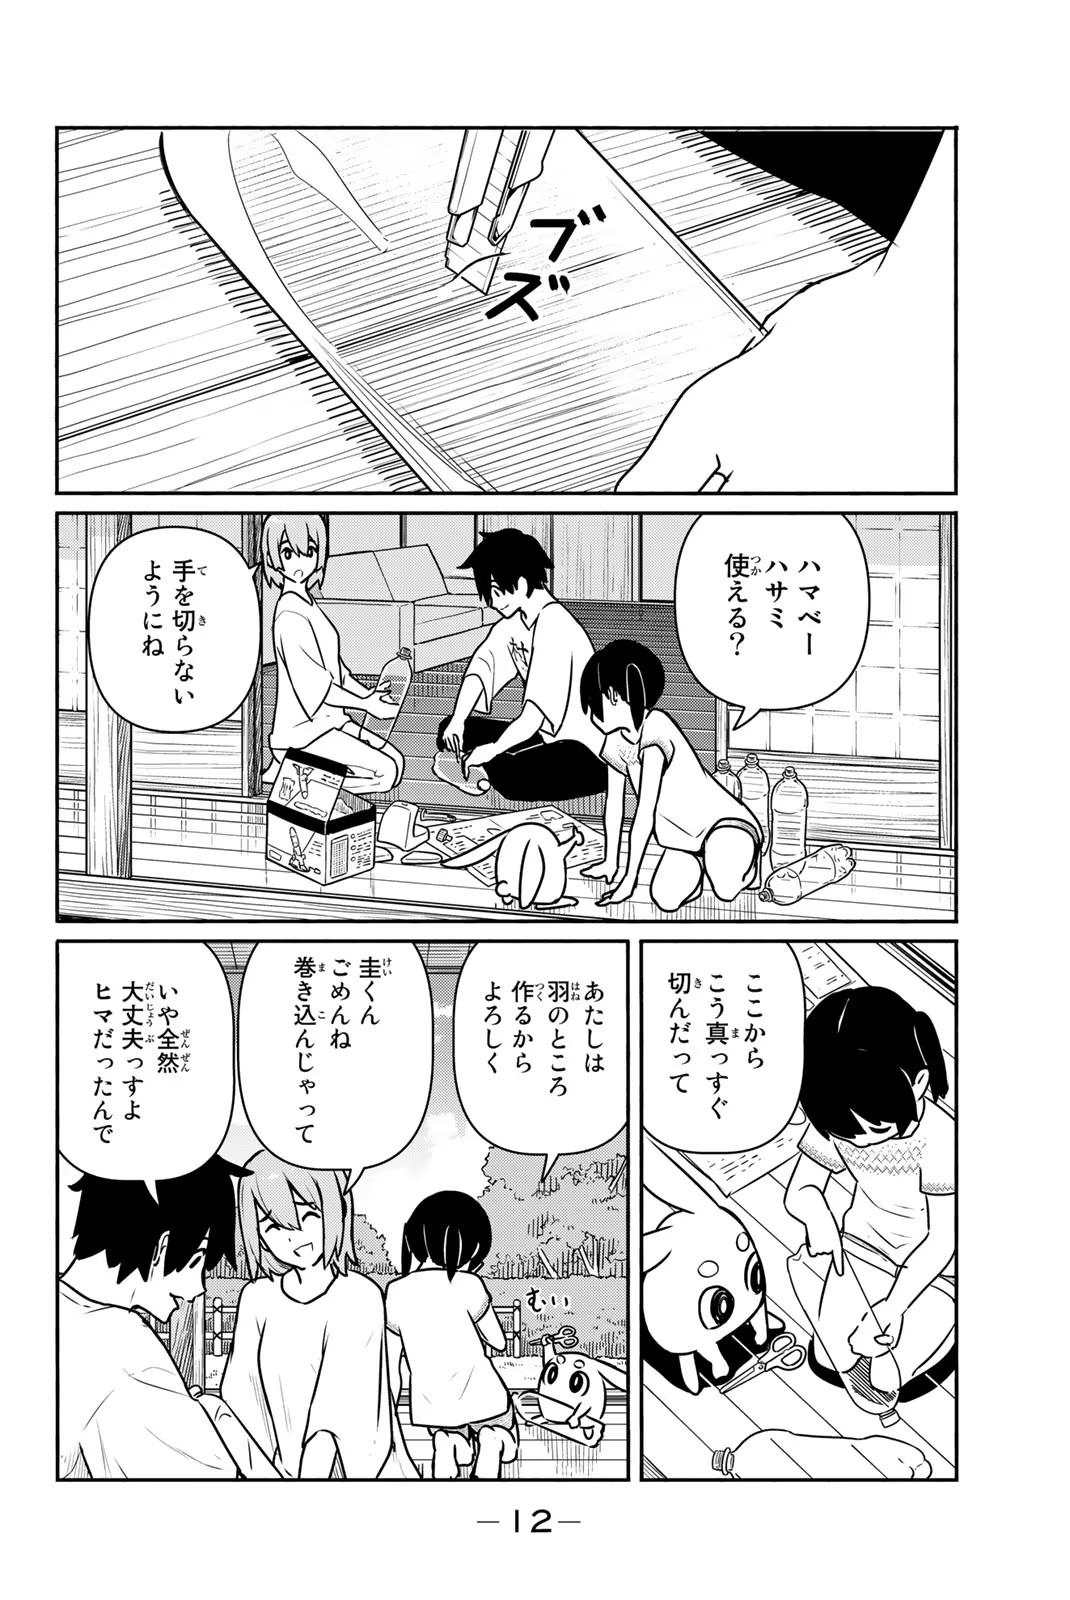 ブズ
ハマベー
ハサミ
使える?
手を切らない
ようにね
ここから
こう真っすぐ
切んだって
あたしは
羽のところ
作るから
よろしく
むぃ
圭くん
ごめんね
巻き込んじゃって
いや全然
大丈夫っすよ
ヒマだったんで
—12—